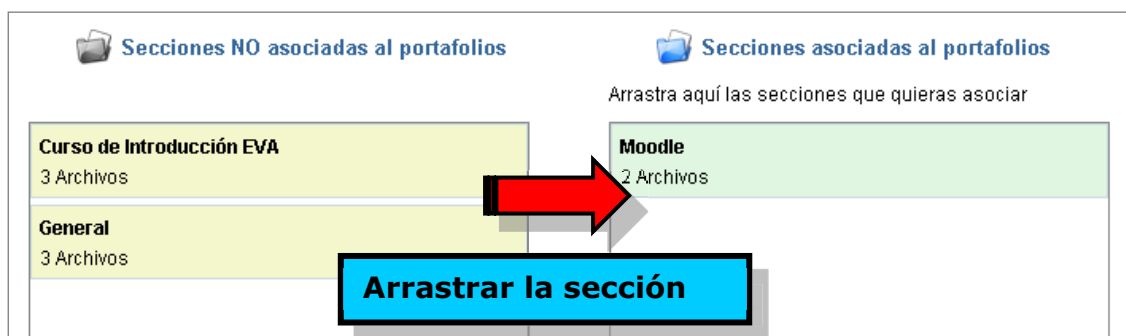 Secciones NO asociadas al portafolios
Secciones asociadas al portafolios
Arrastra aquí las secciones que quieras asociar
Curso de Introducción EVA
3 Archivos
General
3 Archivos
Moodle
2 Archivos
Arrastrar la sección